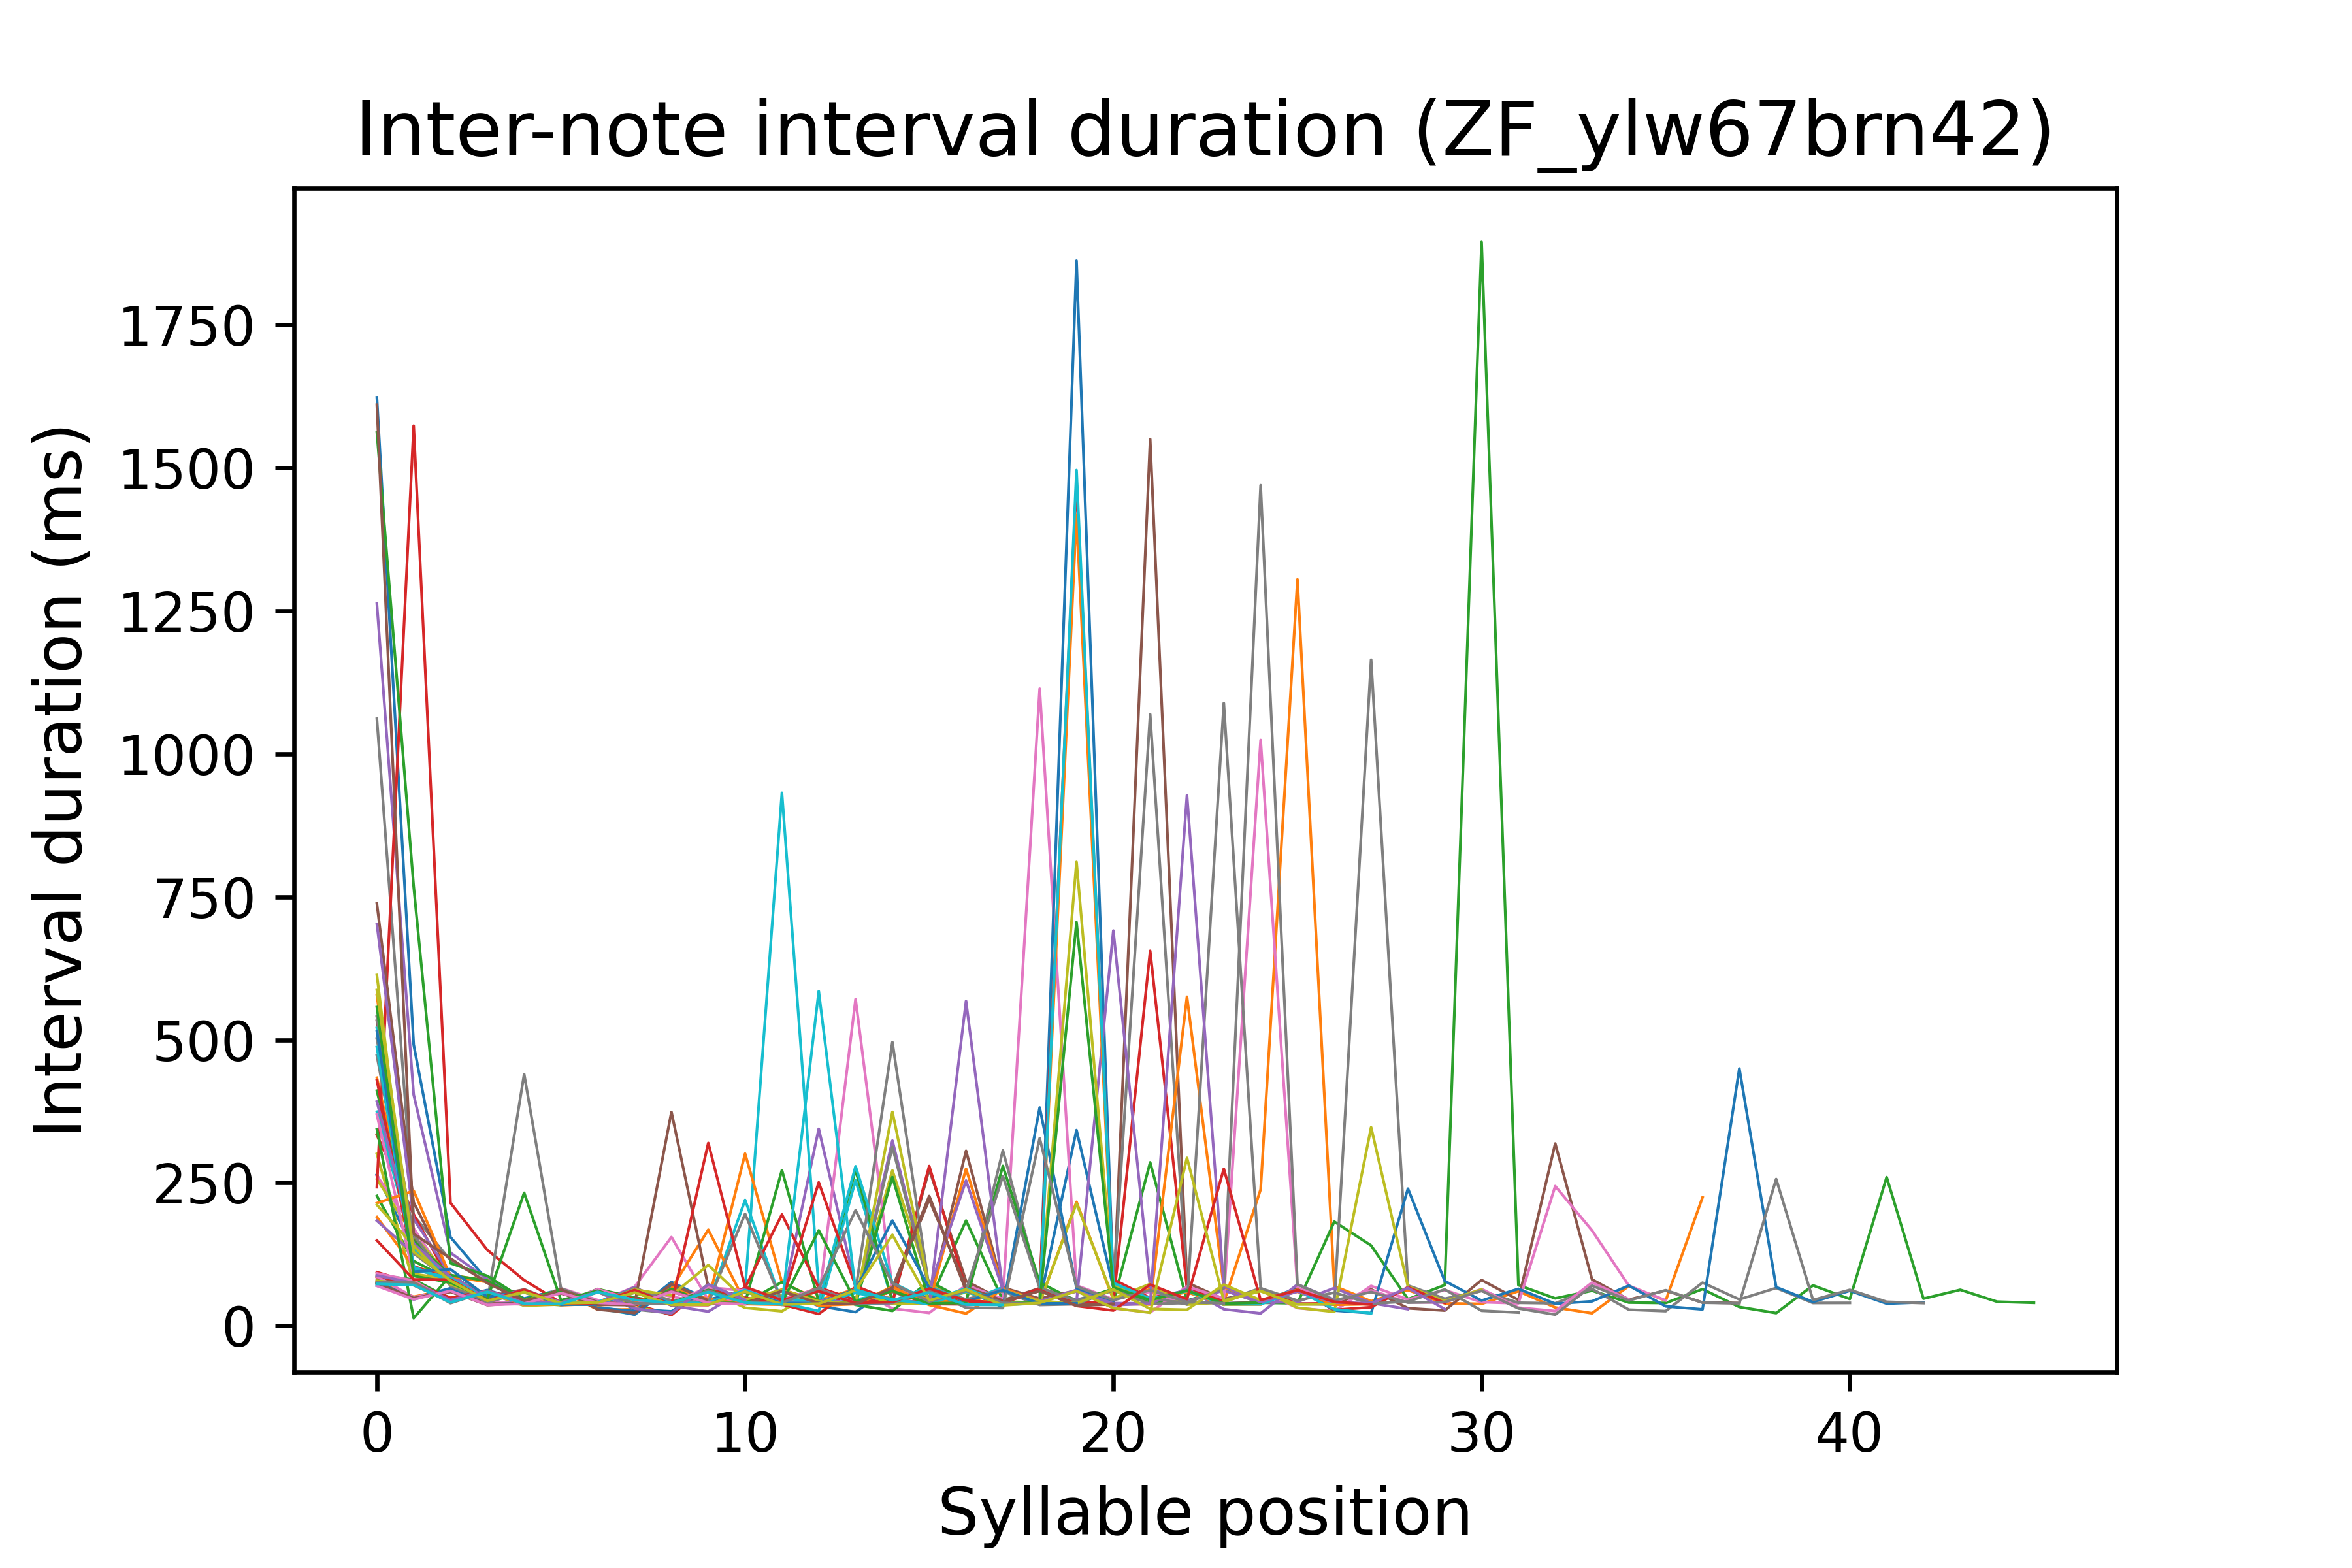 Inter-note interval duration (ZF_ylw67brn42)
Interval duration (ms)
1750
1500
1250
1000
750
500
250
0
0 10 20 30 40
Syllable position